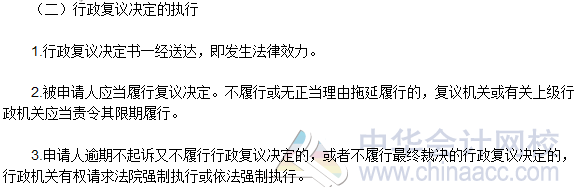 （二）行政复议决定的执行
1.行政复议决定书一经送达，即发生法律效力。
2.被申请人应当履行复议决定。不履行或无正当理由拖延履行的，复议机关或有关上级行
政机关应当责令其限期履行。
3.申请人逾期不起诉又不履行行政复议决定的，或者不履行最终裁决的行政复议决定的，
行政机关有权请求法院强制执行或依法强制执行。
中华会计网校
www.chinaacc.com